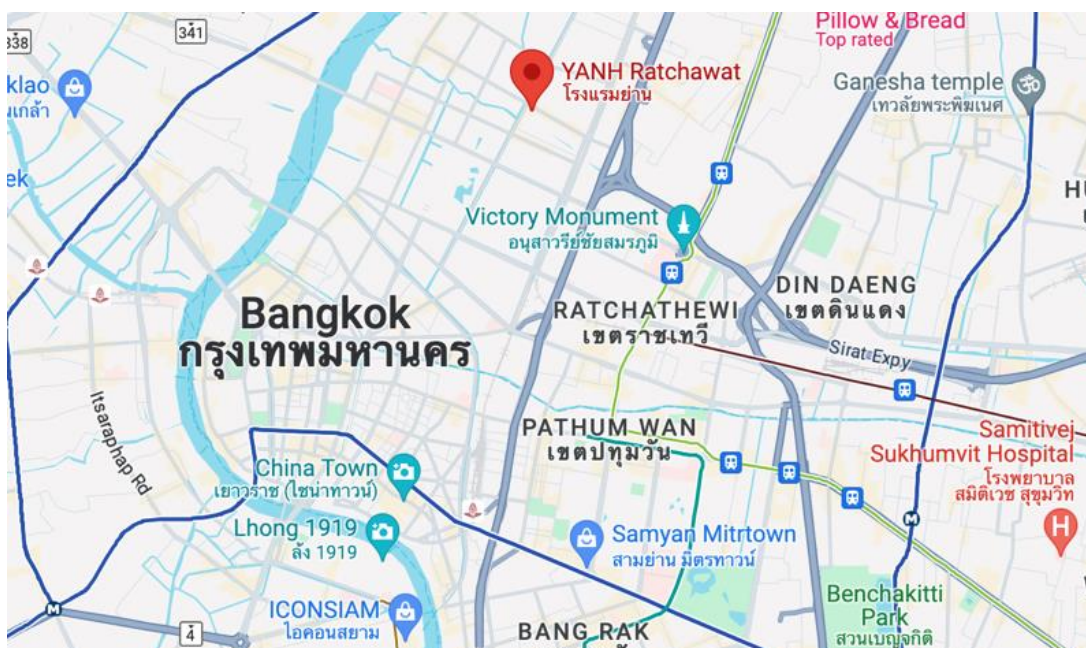 341
338
Pillow & Bread
Top rated
YANH Ratchawat
โรงแรมย่าน
klao
นเกล้า
Ganesha temple
เทวาลัยพระพิฆเนศ
ek
HU
Victory Monument
อนุสาวรีย์ชัยสมรภูมิ
DIN DAENG
เขตดินแดง
RATCHATHEWI
เขตราชเทวี
Bangkok
กรุงเทพมหานคร
Sirat Expy
Itsaraphap Rd
PATHUM WAN
เขตปทุมวัน
Samitivej
Sukhumvit Hospital
โรงพยาบาล
สมิติเวช สุขุมวิท
China Town
เยาวราช (ไชน่าทาวน์)
Lhong 1919
ล้ง 1919
Samyan Mitrtown
สามย่าน มิตรทาวน์
M
H
ICONSIAM
ไอคอนสยาม
Benchakitti
Park
สวนเบญจกิติ
M
4
BANG RAK